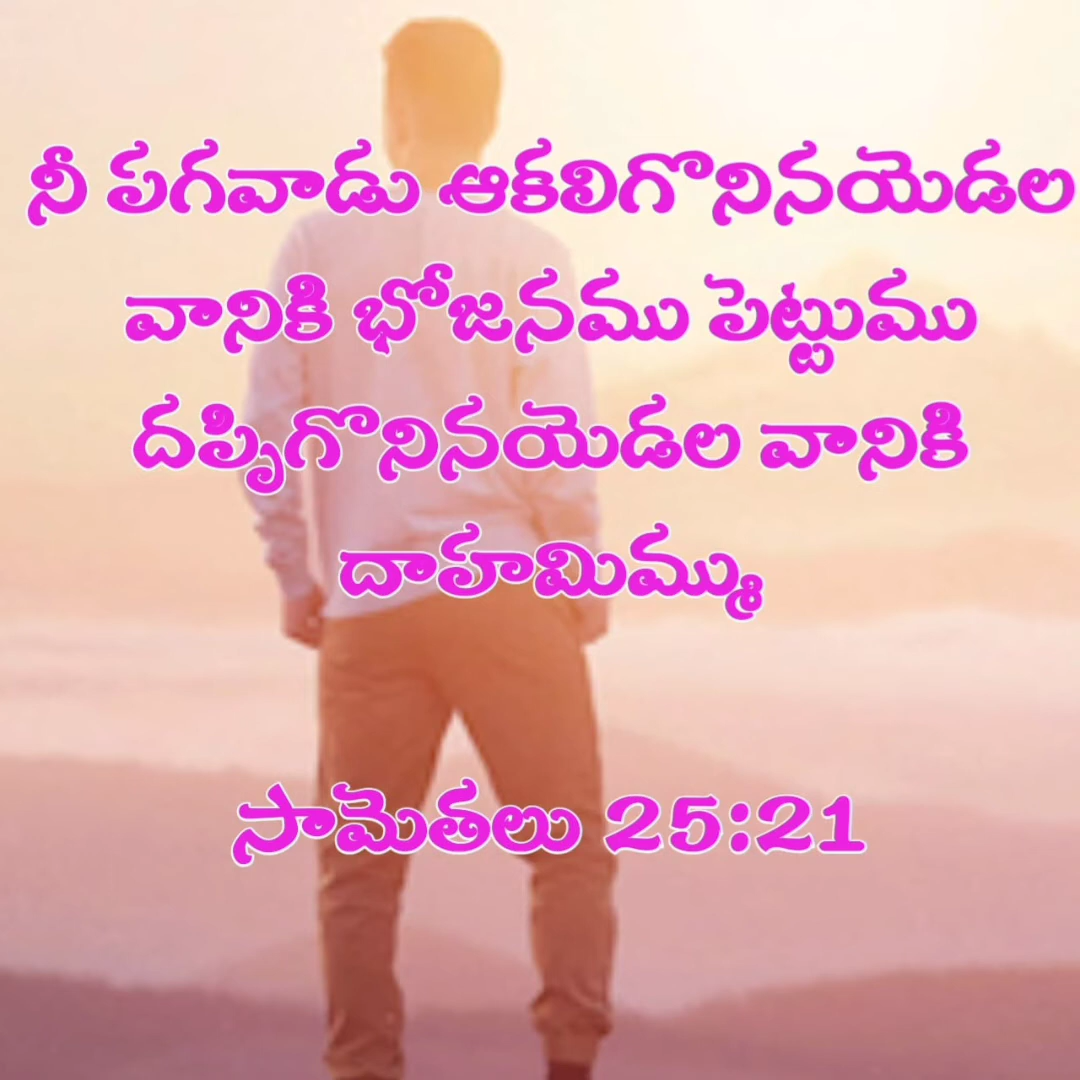 నీ పగవాడు ఆకలిగొనినయెడల
వానికి భోజనము పెట్టుము
దప్పిగొనినయెడల వానికి
దాహమిమ్ము
సామెతలు 25:21